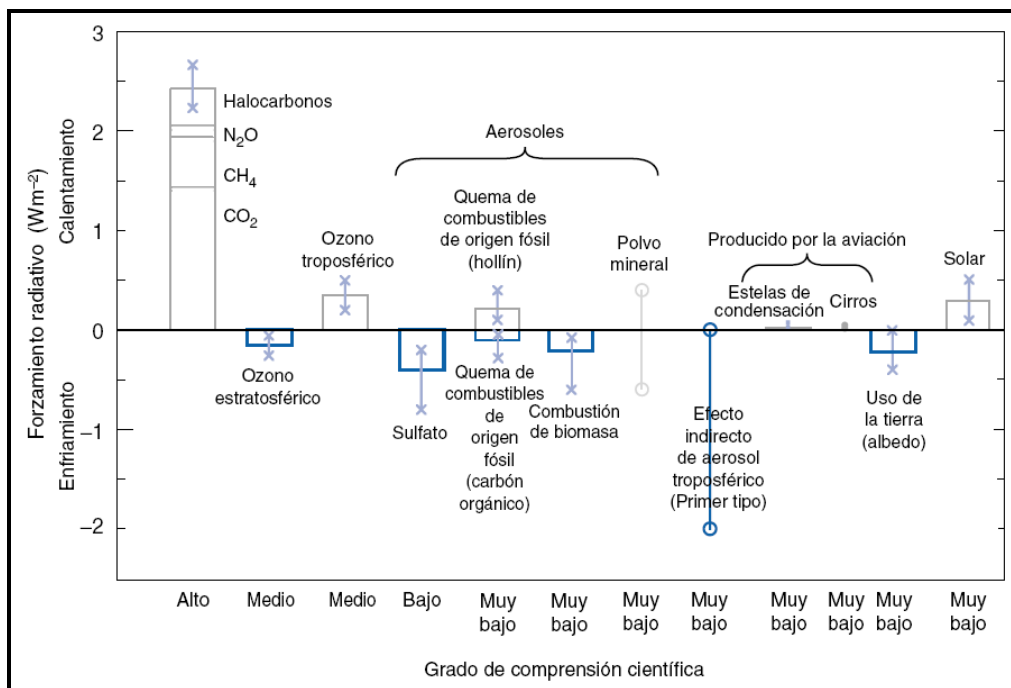 Forzamiento radiativo (Wm⁻²)
Calentamiento
Enfriamiento
3
2
1
0
–1
–2
Halocarbonos
N₂O
CH₄
CO₂
Ozono
estratosférico
Ozono
troposférico
Aerosoles
Sulfato
Quema de
combustibles
de origen fósil
(hollín)
Quema de
combustibles
de
origen
fósil
(carbón
orgánico)
Combustión
de biomasa
Polvo
mineral
Efecto
indirecto
de aerosol
troposférico
(Primer tipo)
Producido por la aviación
Estelas de
condensación
Cirros
Uso de
la tierra
(albedo)
Solar
Alto
Medio
Medio
Bajo
Muy
bajo
Muy
bajo
Muy
bajo
Muy
bajo
Muy
bajo
Muy
bajo
Muy
bajo
Muy
bajo
Grado de comprensión científica